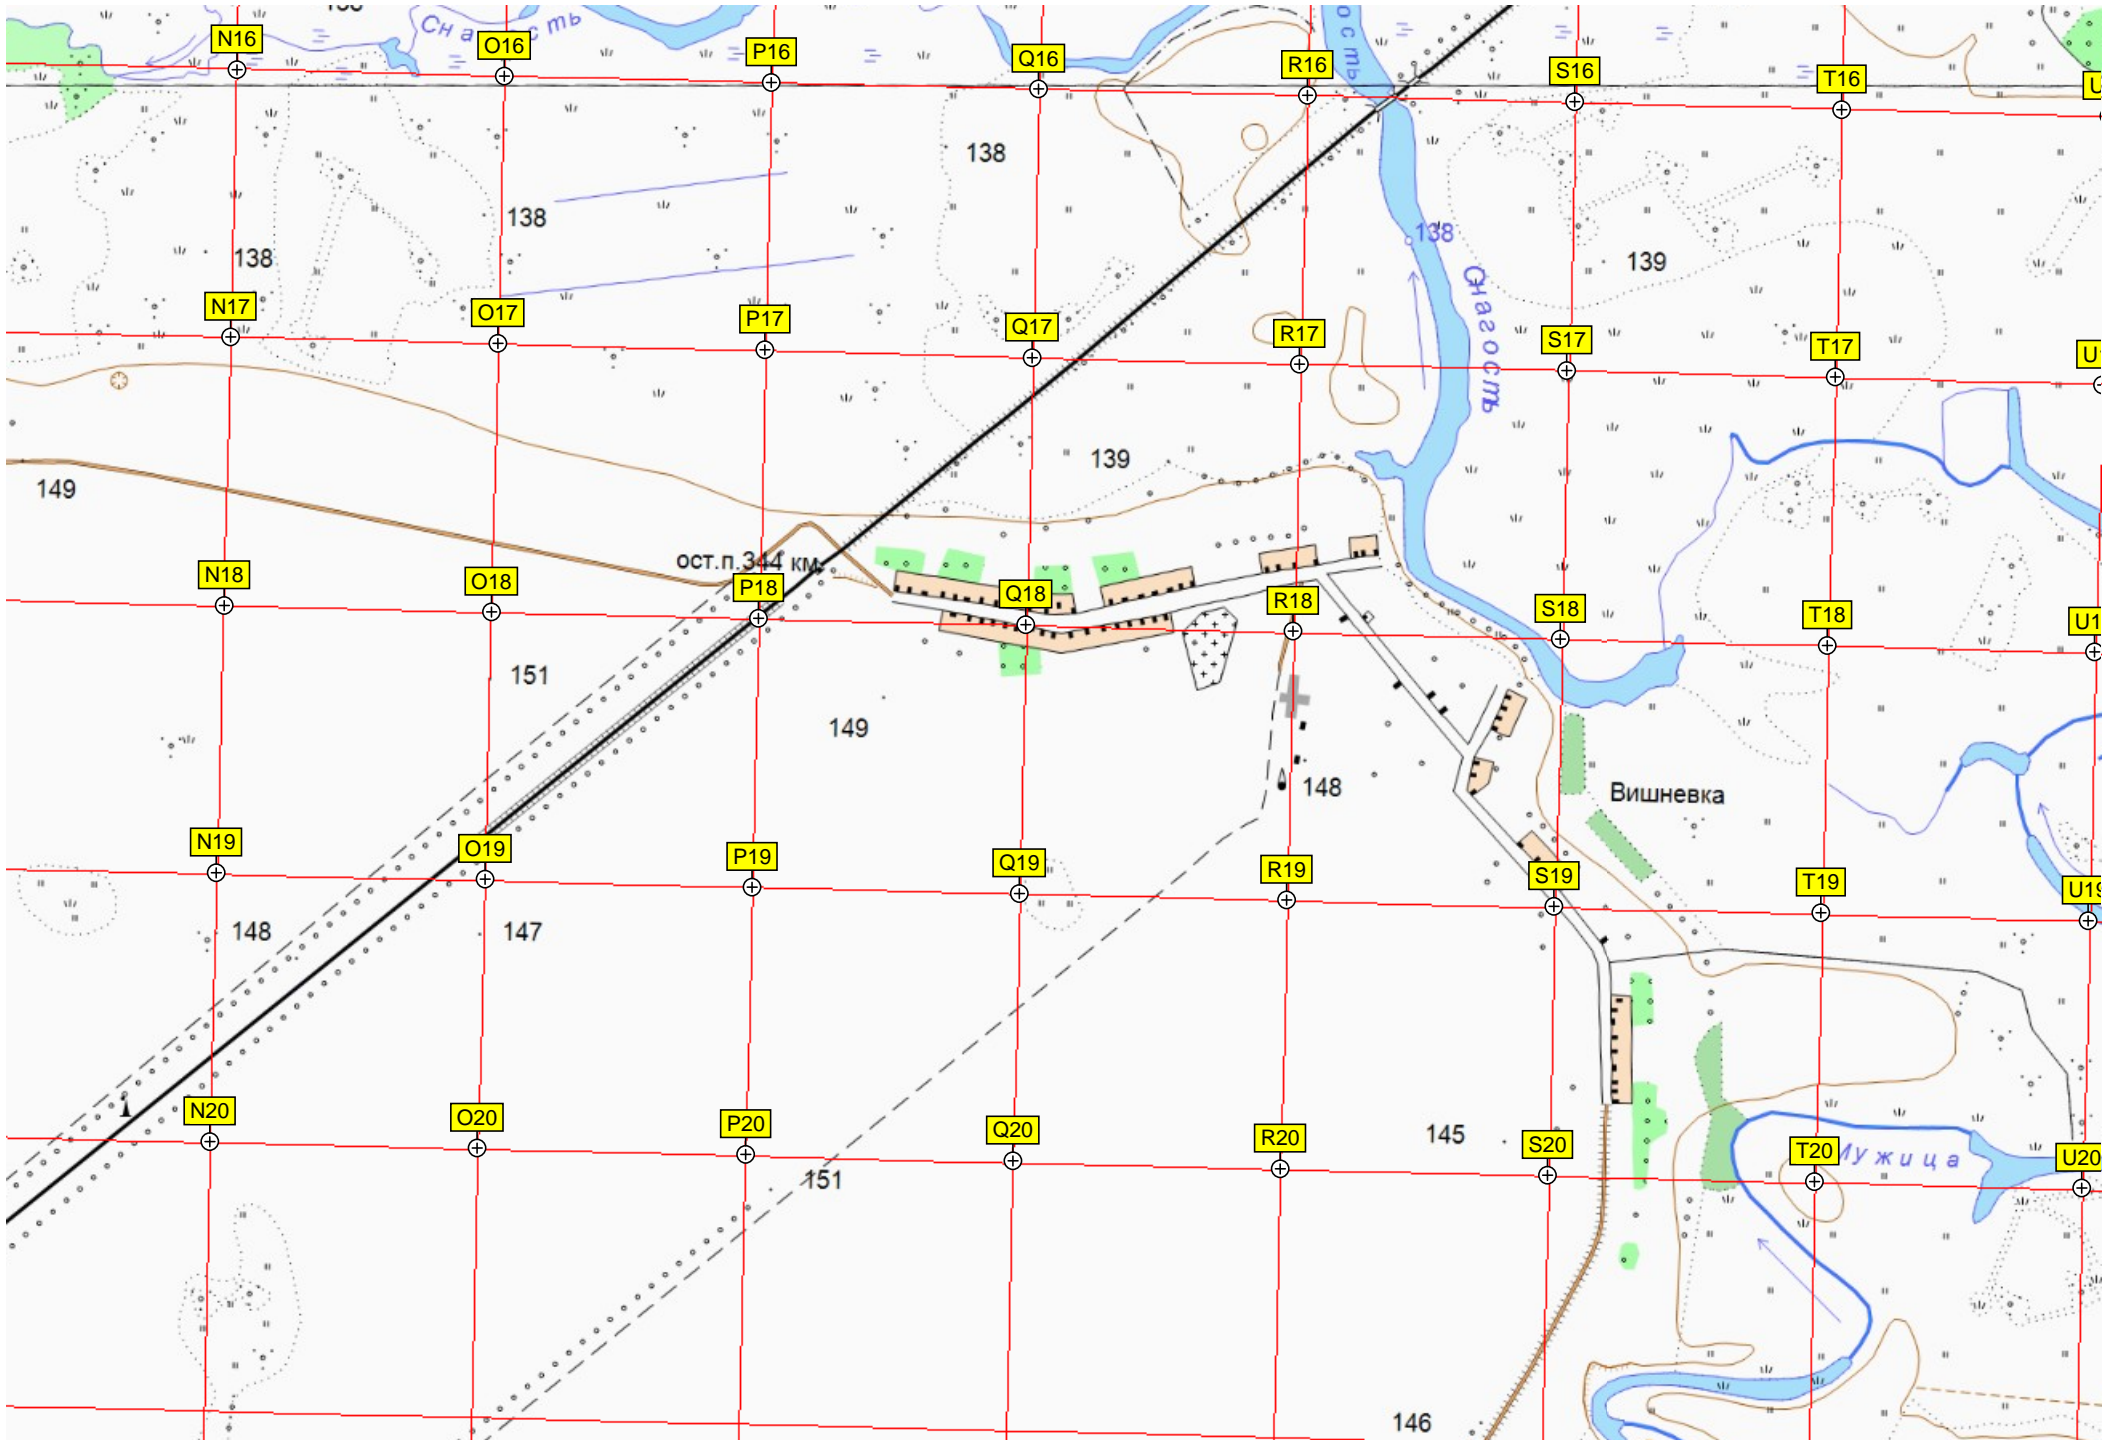 Снагость
ость
N16
O16
P16
Q16
R16
S16
T16
138
138
138
138
139
Снагость
N17
O17
P17
Q17
R17
S17
T17
139
149
ост.п.344 км
N18
O18
P18
Q18
R18
S18
T18
151
149
148
Вишневка
N19
O19
P19
Q19
R19
S19
T19
U19
148
147
N20
O20
P20
Q20
R20
S20
T20
U20
145
Мужица
151
146